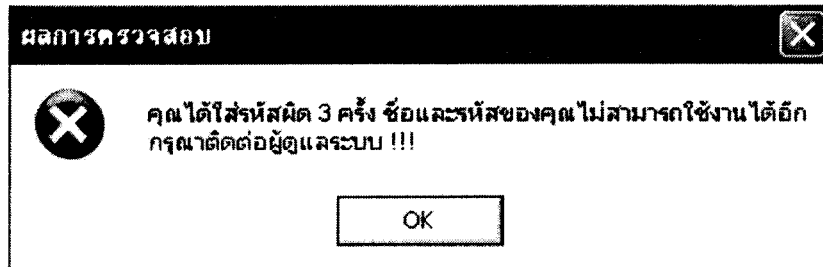 ผลการตรวจสอบ
คุณได้ใส่รหัสผิด 3 ครั้ง ชื่อและรหัสของคุณไม่สามารถใช้งานได้อีก
กรุณาติดต่อผู้ดูแลระบบ !!!
OK